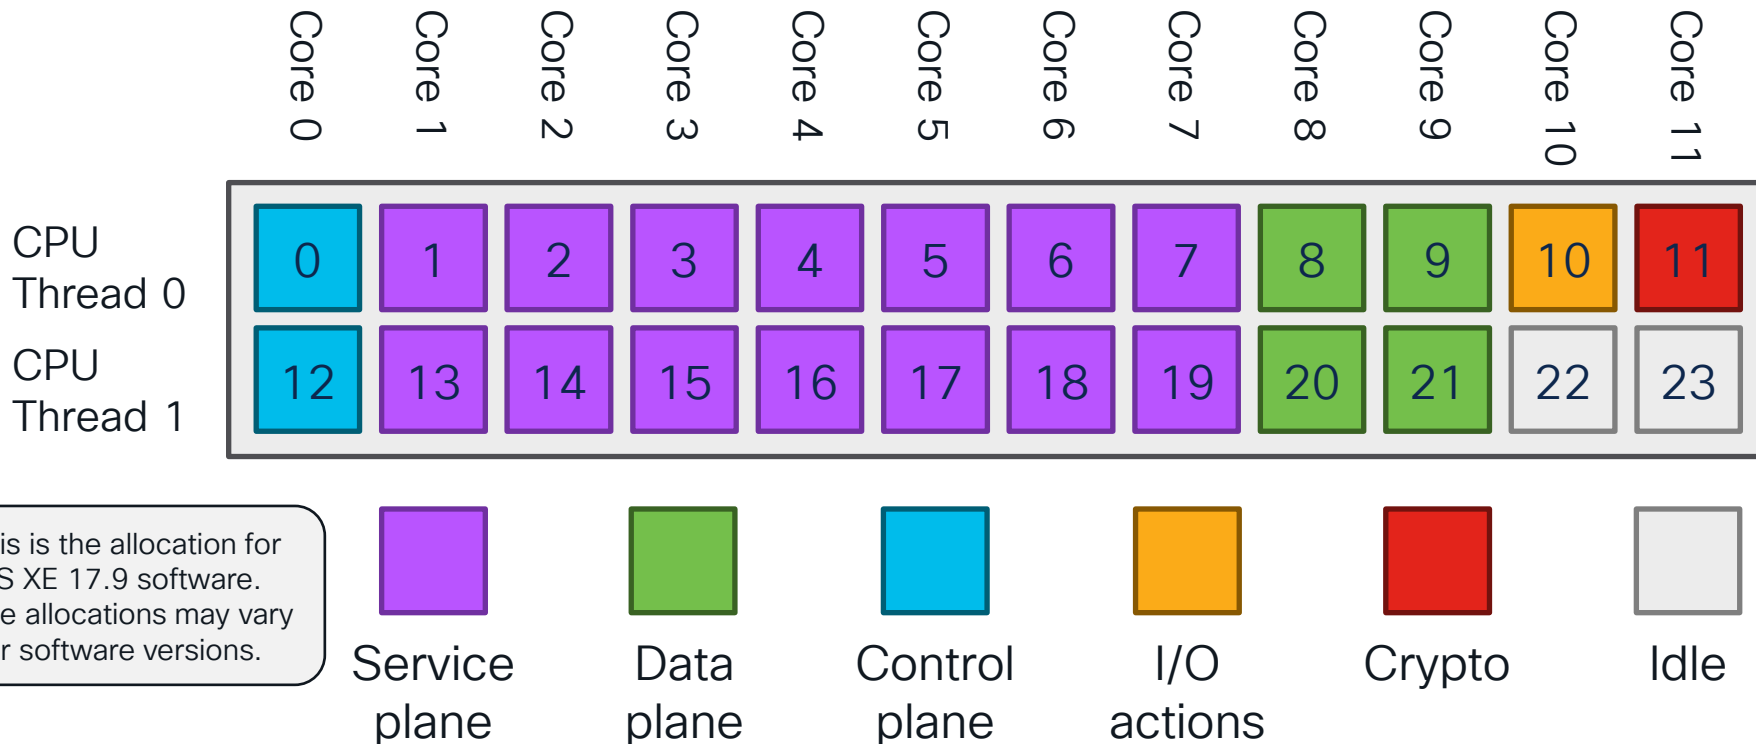 Core 0 Core 1 Core 2 Core 3 Core 4 Core 5 Core 6 Core 7 Core 8 Core 9 Core 10 Core 11
CPU
Thread 0
0 1 2 3 4 5 6 7 8 9 10 11
CPU
Thread 1
12 13 14 15 16 17 18 19 20 21 22 23
is is the allocation for
S XE 17.9 software.
e allocations may vary
r software versions.
Service
plane
Data
plane
Control
plane
I/O
actions
Crypto
Idle